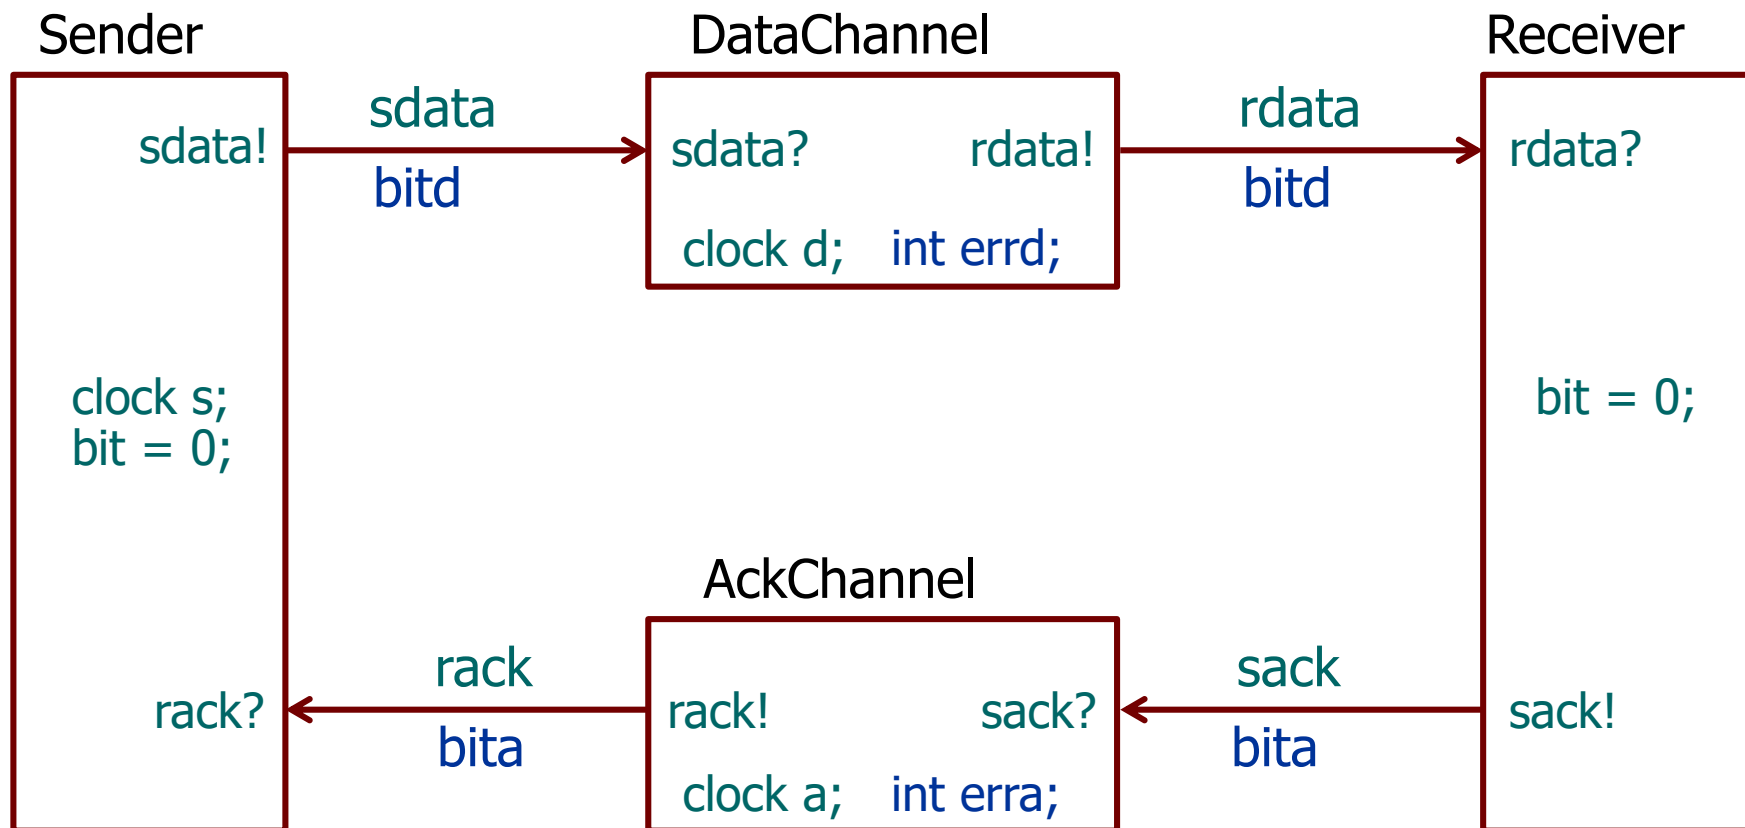 Sender
DataChannel
Receiver
sdata!
sdata
bitd
sdata?
rdata!
clock d;
int errd;
rdata
bitd
rdata?
clock s;
bit = 0;
bit = 0;
AckChannel
rack?
rack
bita
rack!
sack?
clock a;
int erra;
sack
bita
sack!